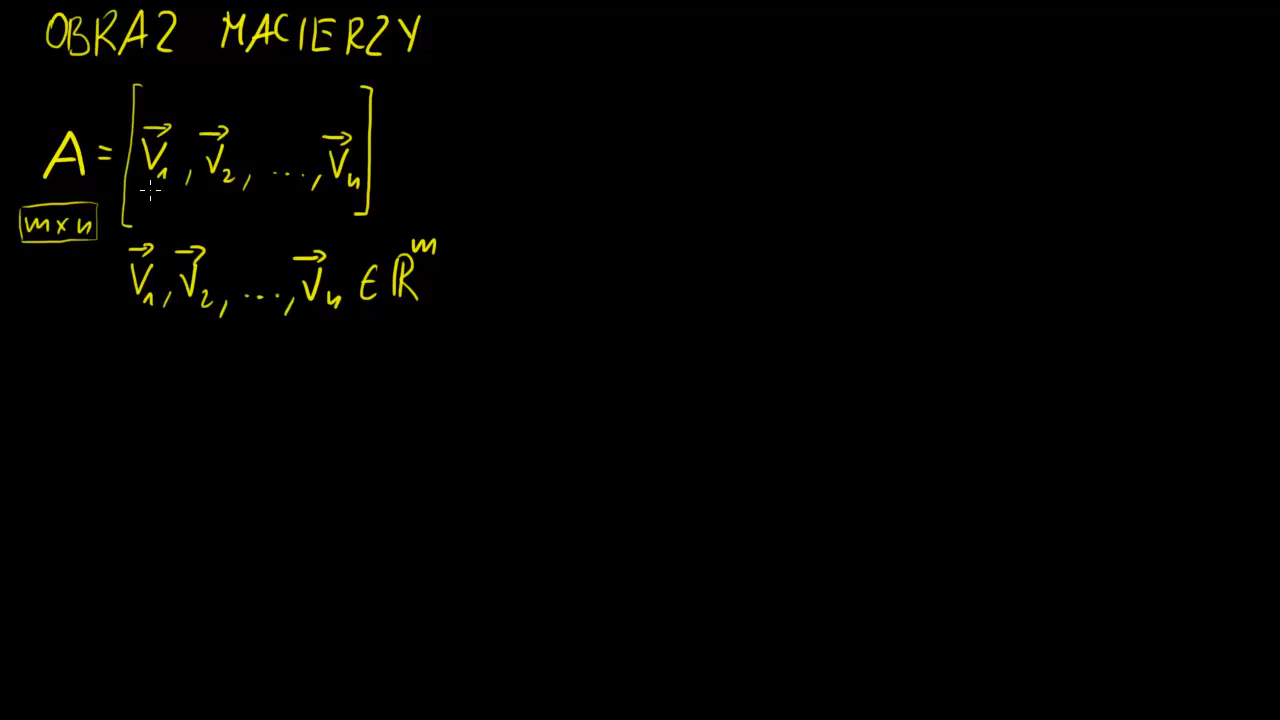 OBRAZ MACIERZY
A = [v⃗₁, v⃗₂, ..., v⃗ₙ]
m×n
v⃗₁, v⃗₂, ..., v⃗ₙ ∈ ℝᵐ